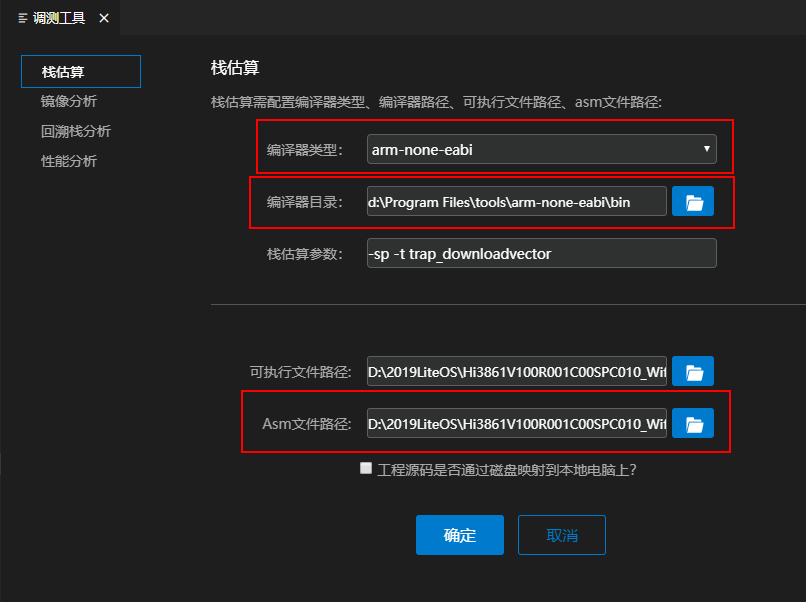 调测工具
栈估算
镜像分析
回溯栈分析
性能分析
栈估算
栈估算需配置编译器类型、编译器路径、可执行文件路径、asm文件路径:
编译器类型: arm-none-eabi
编译器目录: d:\Program Files\tools\arm-none-eabi\bin
栈估算参数: -sp -t trap_downloadvector
可执行文件路径: D:\2019LiteOS\Hi3861V100R001C00SPC010_Wif
Asm文件路径: D:\2019LiteOS\Hi3861V100R001C00SPC010_Wif
工程源码是否通过磁盘映射到本地电脑上?
确定 取消